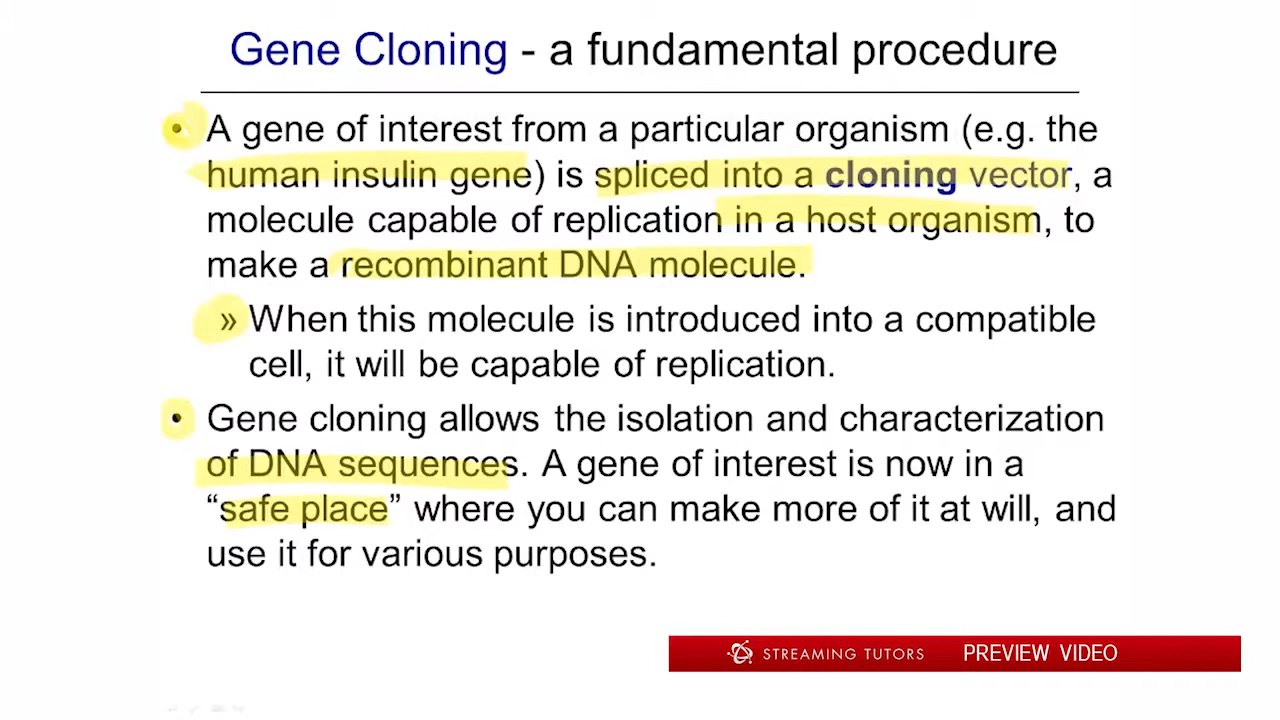 Gene Cloning - a fundamental procedure
• A gene of interest from a particular organism (e.g. the
human insulin gene) is spliced into a cloning vector, a
molecule capable of replication in a host organism, to
make a recombinant DNA molecule.
» When this molecule is introduced into a compatible
cell, it will be capable of replication.
• Gene cloning allows the isolation and characterization
of DNA sequences. A gene of interest is now in a
“safe place” where you can make more of it at will, and
use it for various purposes.
STREAMING TUTORS PREVIEW VIDEO